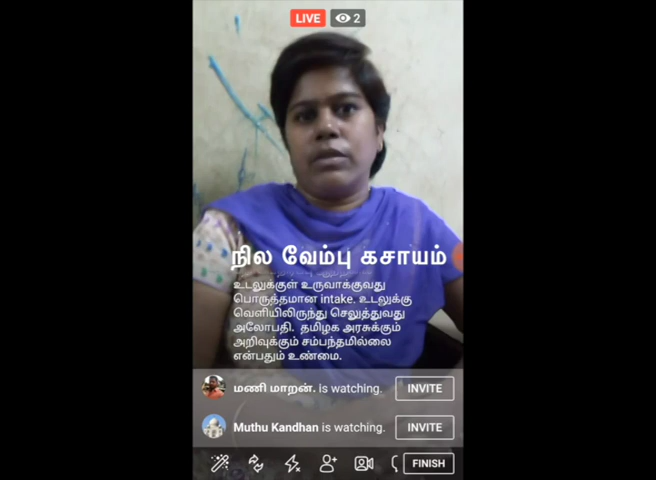 LIVE 2
நில வேம்பு கசாயம்
உடலுக்குள் உருவாக்குவது
பொருத்தமான intake. உடலுக்கு
வெளியிலிருந்து செலுத்துவது
அலோபதி. தமிழக அரசுக்கும்
அறிவுக்கும் சம்பந்தமில்லை
என்பதும் உண்மை.
மணி மாறன். is watching. INVITE
Muthu Kandhan is watching. INVITE
FINISH